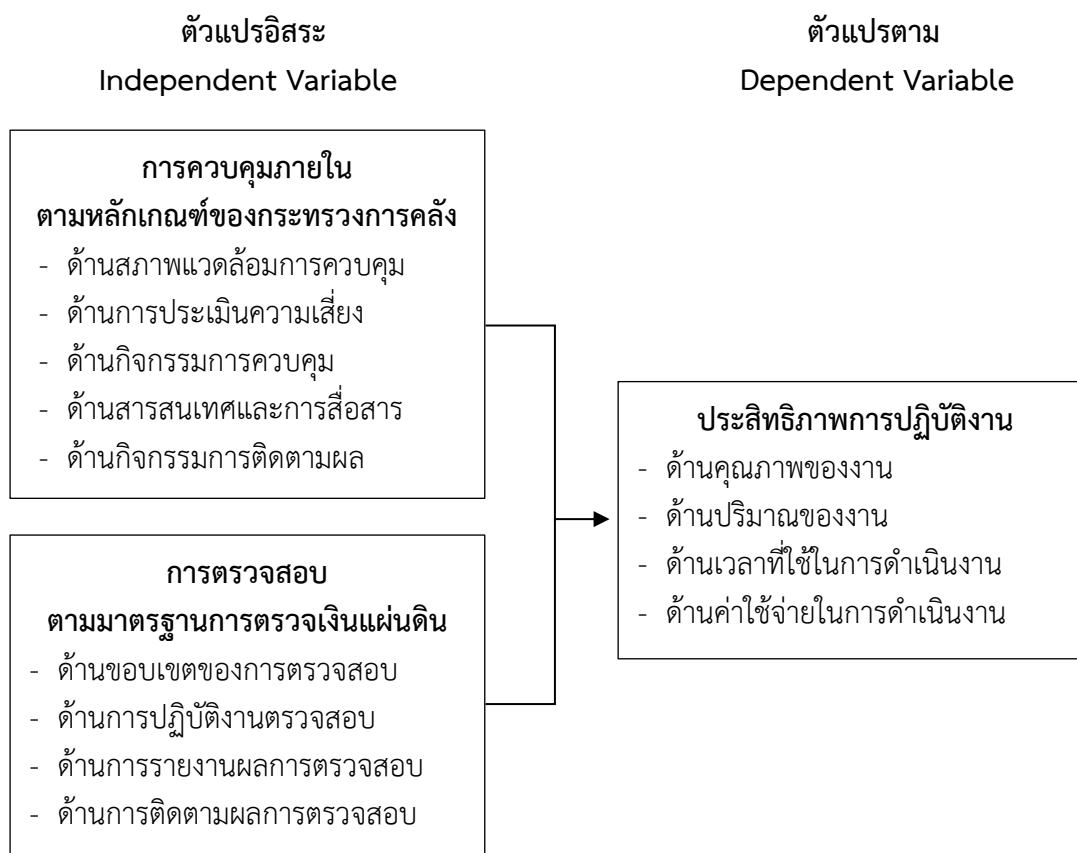 ตัวแปรอิสระ
Independent Variable
ตัวแปรตาม
Dependent Variable
การควบคุมภายใน
ตามหลักเกณฑ์ของกระทรวงการคลัง
- ด้านสภาพแวดล้อมการควบคุม
- ด้านการประเมินความเสี่ยง
- ด้านกิจกรรมการควบคุม
- ด้านสารสนเทศและการสื่อสาร
- ด้านกิจกรรมการติดตามผล
การตรวจสอบ
ตามมาตรฐานการตรวจเงินแผ่นดิน
- ด้านขอบเขตของการตรวจสอบ
- ด้านการปฏิบัติงานตรวจสอบ
- ด้านการรายงานผลการตรวจสอบ
- ด้านการติดตามผลการตรวจสอบ
ประสิทธิภาพการปฏิบัติงาน
- ด้านคุณภาพของงาน
- ด้านปริมาณของงาน
- ด้านเวลาที่ใช้ในการดำเนินงาน
- ด้านค่าใช้จ่ายในการดำเนินงาน